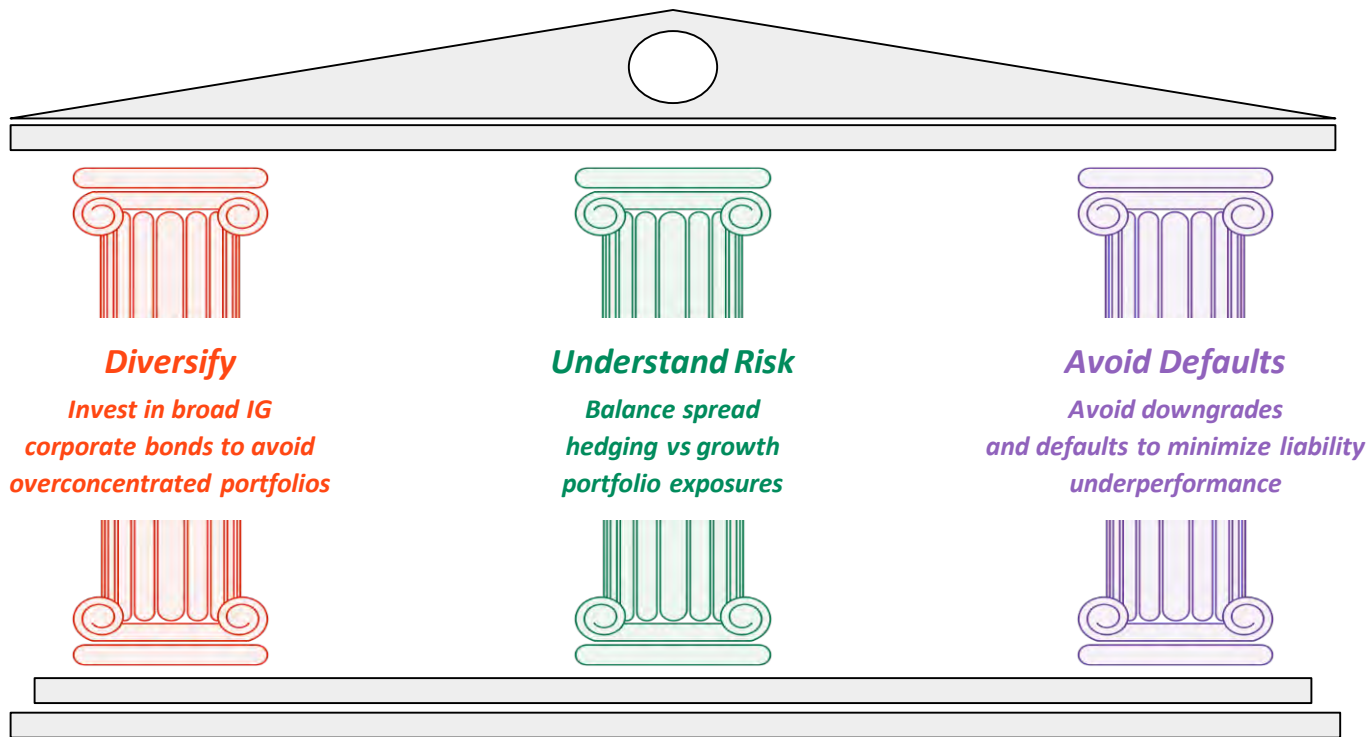 Diversify
Invest in broad IG
corporate bonds to avoid
overconcentrated portfolios
Understand Risk
Balance spread
hedging vs growth
portfolio exposures
Avoid Defaults
Avoid downgrades
and defaults to minimize liability
underperformance